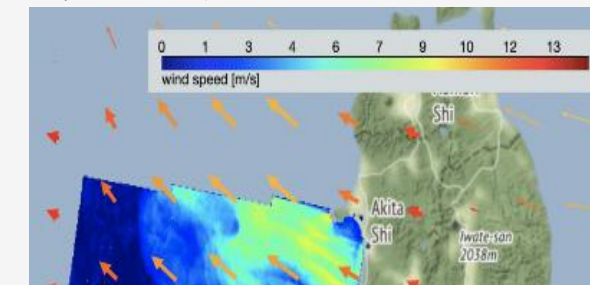 0 1 3 4 6 7 9 10 12 13
wind speed [m/s]
Shi
Akita
Shi
Iwate-san
2038m